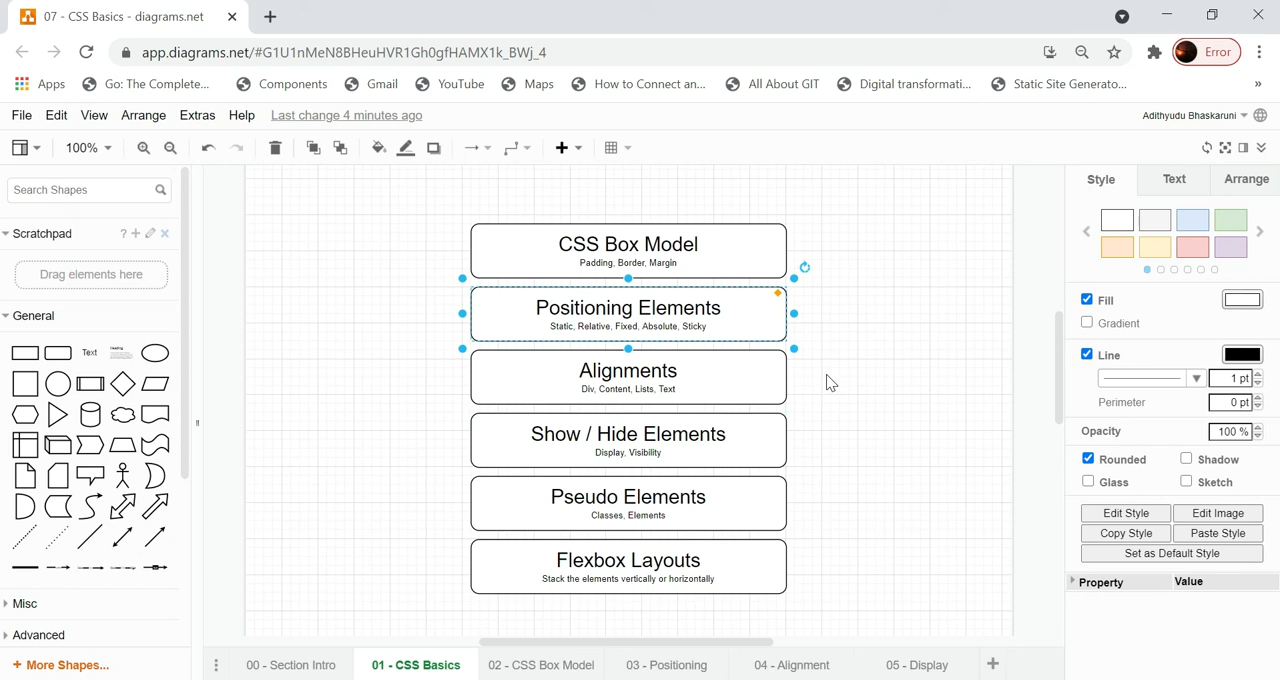 07 - CSS Basics - diagrams.net
app.diagrams.net/#G1U1nMeN8BHeuHVR1Gh0gfHAMX1k_BWj_4
Error
Apps Go: The Complete... Components Gmail YouTube Maps How to Connect an... All About GIT Digital transformati... Static Site Generato... »
File Edit View Arrange Extras Help Last change 4 minutes ago
Adithyudu Bhaskaruni
100%
Search Shapes
Scratchpad
?
Drag elements here
General
Text
Heading
Misc
Advanced
+ More Shapes...
CSS Box Model
Padding, Border, Margin
Positioning Elements
Static, Relative, Fixed, Absolute, Sticky
Alignments
Div, Content, Lists, Text
Show / Hide Elements
Display, Visibility
Pseudo Elements
Classes, Elements
Flexbox Layouts
Stack the elements vertically or horizontally
00 - Section Intro 01 - CSS Basics 02 - CSS Box Model 03 - Positioning 04 - Alignment 05 - Display
Style Text Arrange
Fill
Gradient
Line
1 pt
Perimeter 0 pt
Opacity 100 %
Rounded Shadow
Glass Sketch
Edit Style Edit Image
Copy Style Paste Style
Set as Default Style
Property Value